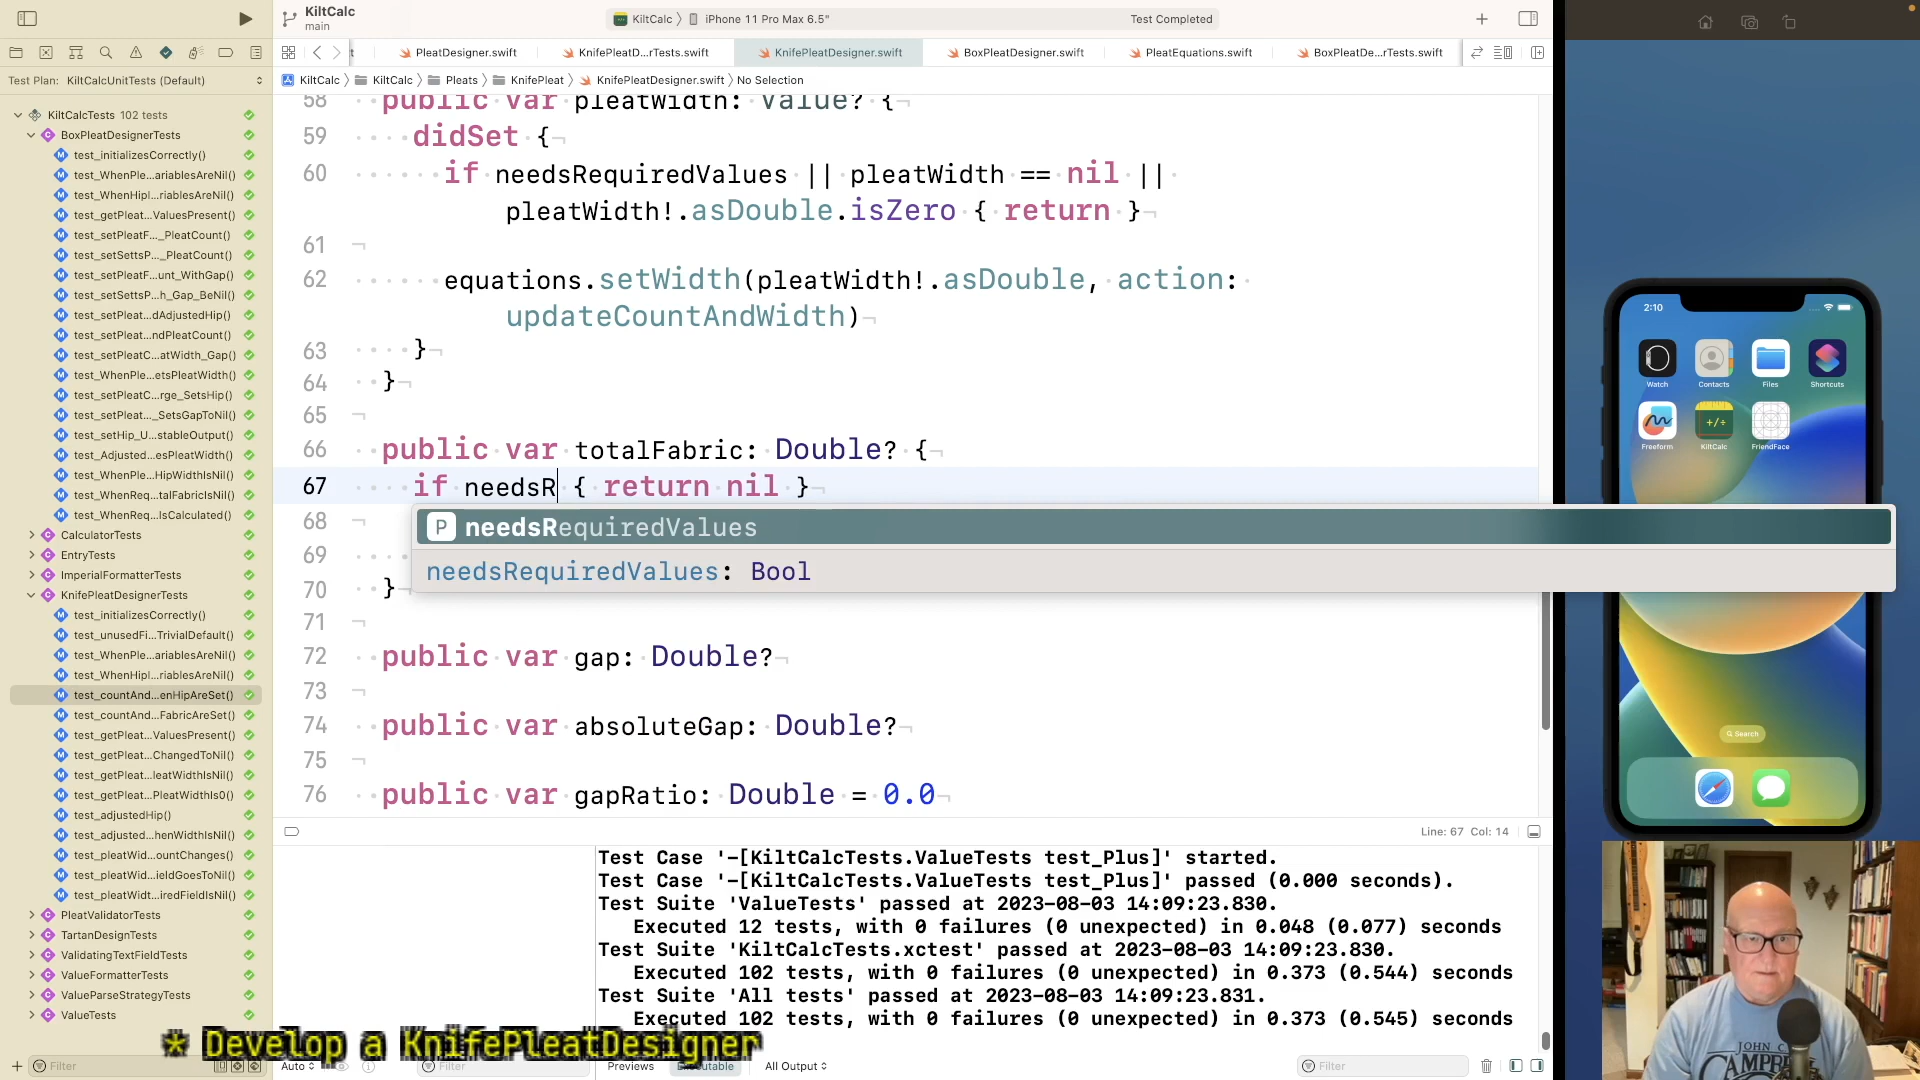 KiltCalc
main
KiltCalc
iPhone 11 Pro Max 6.5"
Test Completed
PleatDesigner.swift
KnifePleatD...rTests.swift
KnifePleatDesigner.swift
BoxPleatDesigner.swift
PleatEquations.swift
BoxPleatDe...rTests.swift
Test Plan: KiltCalcUnitTests (Default)
KiltCalc
KiltCalc
Pleats
KnifePleat
KnifePleatDesigner.swift
No Selection
KiltCalcTests 102 tests
BoxPleatDesignerTests
test_initializesCorrectly()
test_WhenPle...ariablesAreNil()
test_WhenHipl...riablesAreNil()
test_getPleat...ValuesPresent()
test_setPleatF..._PleatCount()
test_setSettsP..._PleatCount()
test_setPleatF...unt_WithGap()
test_setSettsP...h_Gap_BeNil()
test_setPleat...dAdjustedHip()
test_setPleat...ndPleatCount()
test_setPleatC...atWidth_Gap()
test_WhenPle...etsPleatWidth()
test_setPleatC...rge_SetsHip()
test_setPleat..._SetsGapToNil()
test_setHip_U...stableOutput()
test_Adjusted...esPleatWidth()
test_WhenPle...HipWidthIsNil()
test_WhenReq...talFabricIsNil()
test_WhenReq...IsCalculated()
CalculatorTests
EntryTests
ImperialFormatterTests
KnifePleatDesignerTests
test_initializesCorrectly()
test_unusedFi...TrivialDefault()
test_WhenPle...ariablesAreNil()
test_WhenHipl...riablesAreNil()
test_countAnd...enHipAreSet()
test_countAnd...FabricAreSet()
test_getPleat...ValuesPresent()
test_getPleat...ChangedToNil()
test_getPleat...leatWidthIsNil()
test_getPleat...PleatWidthIs0()
test_adjustedHip()
test_adjusted...henWidthIsNil()
test_pleatWid...ountChanges()
test_pleatWid...ieldGoesToNil()
test_pleatWidt...iredFieldIsNil()
PleatValidatorTests
TartanDesignTests
ValidatingTextFieldTests
ValueFormatterTests
ValueParseStrategyTests
ValueTests
58 public var pleatWidth: Value? {
59 didSet {
60 if needsRequiredValues || pleatWidth == nil ||
pleatWidth!.asDouble.isZero { return }
61
62 equations.setWidth(pleatWidth!.asDouble, action:
updateCountAndWidth)
63 }
64 }
65
66 public var totalFabric: Double? {
67 if needsR { return nil }
68
69
70 }
71
72 public var gap: Double?
73
74 public var absoluteGap: Double?
75
76 public var gapRatio: Double = 0.0
P needsRequiredValues
needsRequiredValues: Bool
Line: 67 Col: 14
Test Case '-[KiltCalcTests.ValueTests test_Plus]' started.
Test Case '-[KiltCalcTests.ValueTests test_Plus]' passed (0.000 seconds).
Test Suite 'ValueTests' passed at 2023-08-03 14:09:23.830.
Executed 12 tests, with 0 failures (0 unexpected) in 0.048 (0.077) seconds
Test Suite 'KiltCalcTests.xctest' passed at 2023-08-03 14:09:23.830.
Executed 102 tests, with 0 failures (0 unexpected) in 0.373 (0.544) seconds
Test Suite 'All tests' passed at 2023-08-03 14:09:23.831.
Executed 102 tests, with 0 failures (0 unexpected) in 0.373 (0.545) seconds
* Develop a KnifePleatDesigner
Filter
Auto
Filter
Previews
Executable
All Output
Filter
2:10
Watch
Contacts
Files
Shortcuts
Freeform
KiltCalc
FriendFace
Search
JOHN C
CAMPBEL